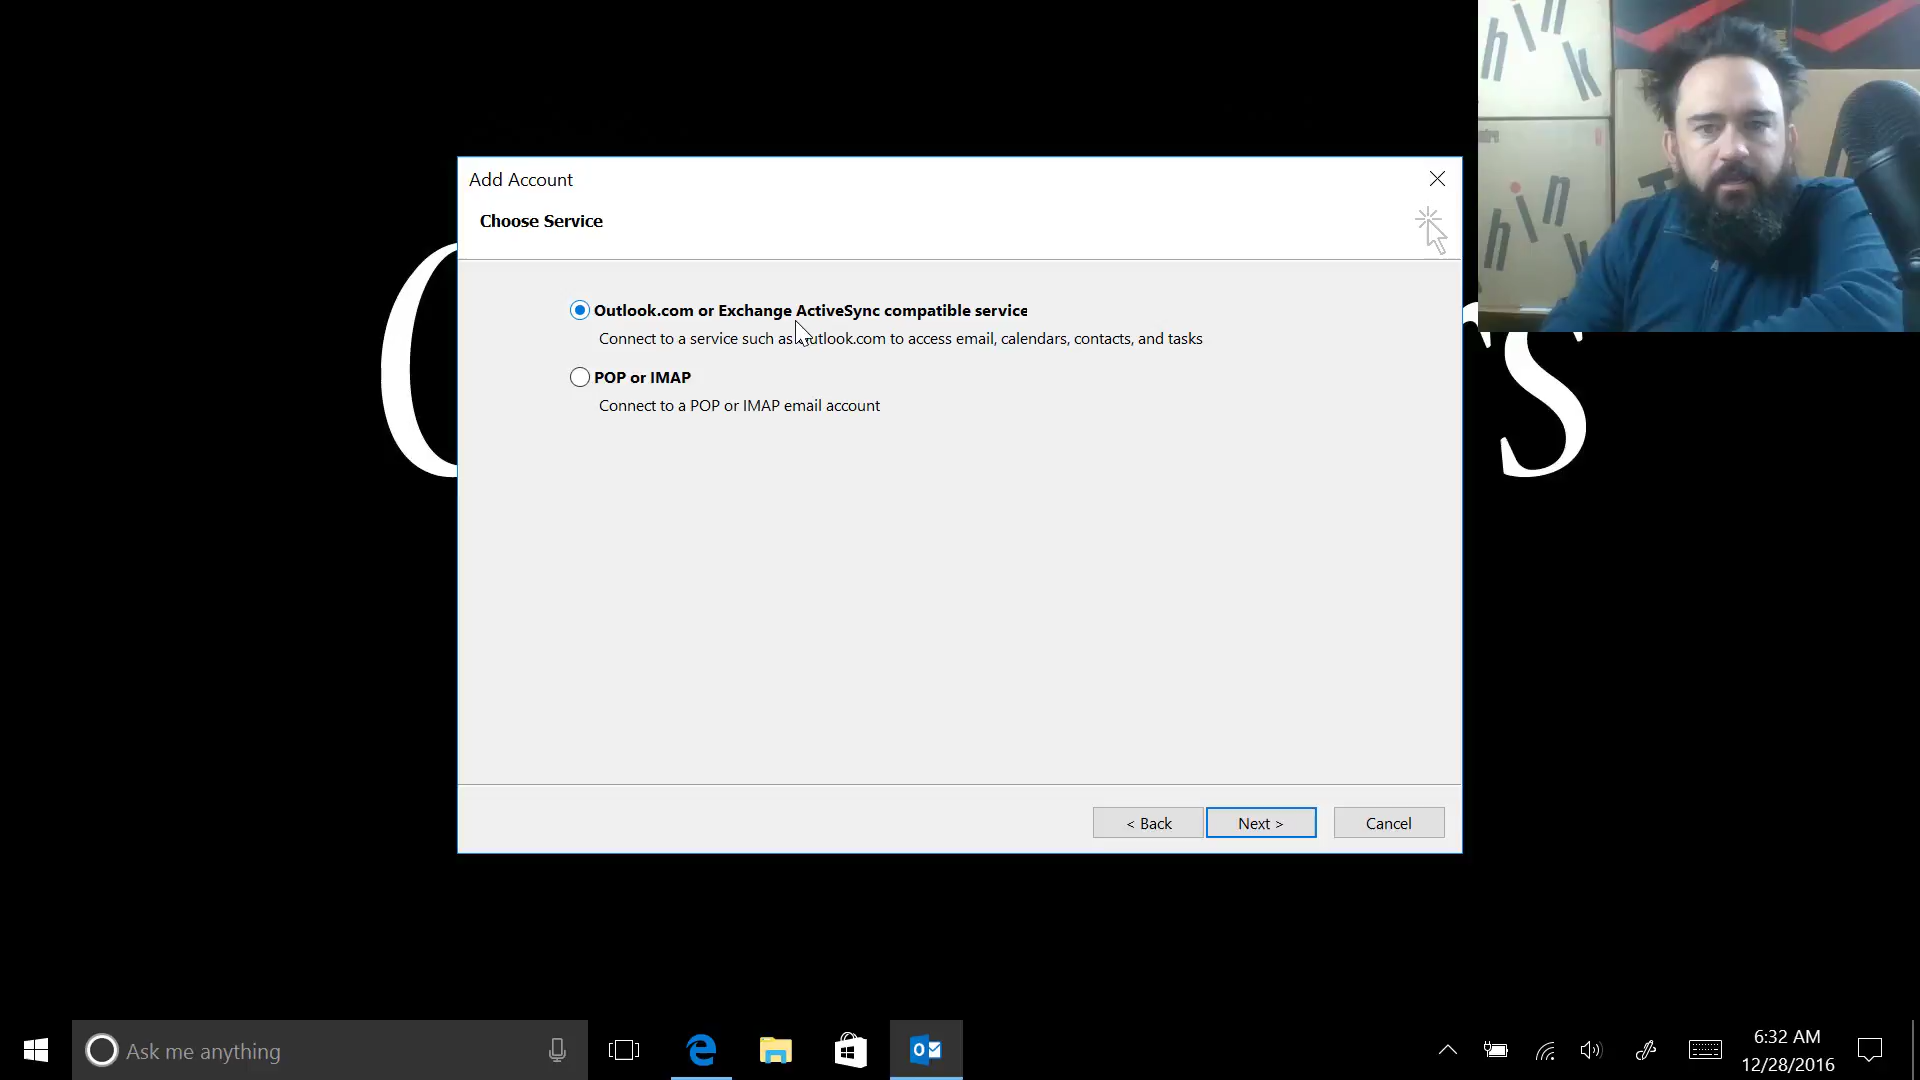 Add Account
Choose Service
Outlook.com or Exchange ActiveSync compatible service
Connect to a service such as outlook.com to access email, calendars, contacts, and tasks
POP or IMAP
Connect to a POP or IMAP email account
< Back
Next >
Cancel
Ask me anything
6:32 AM
12/28/2016